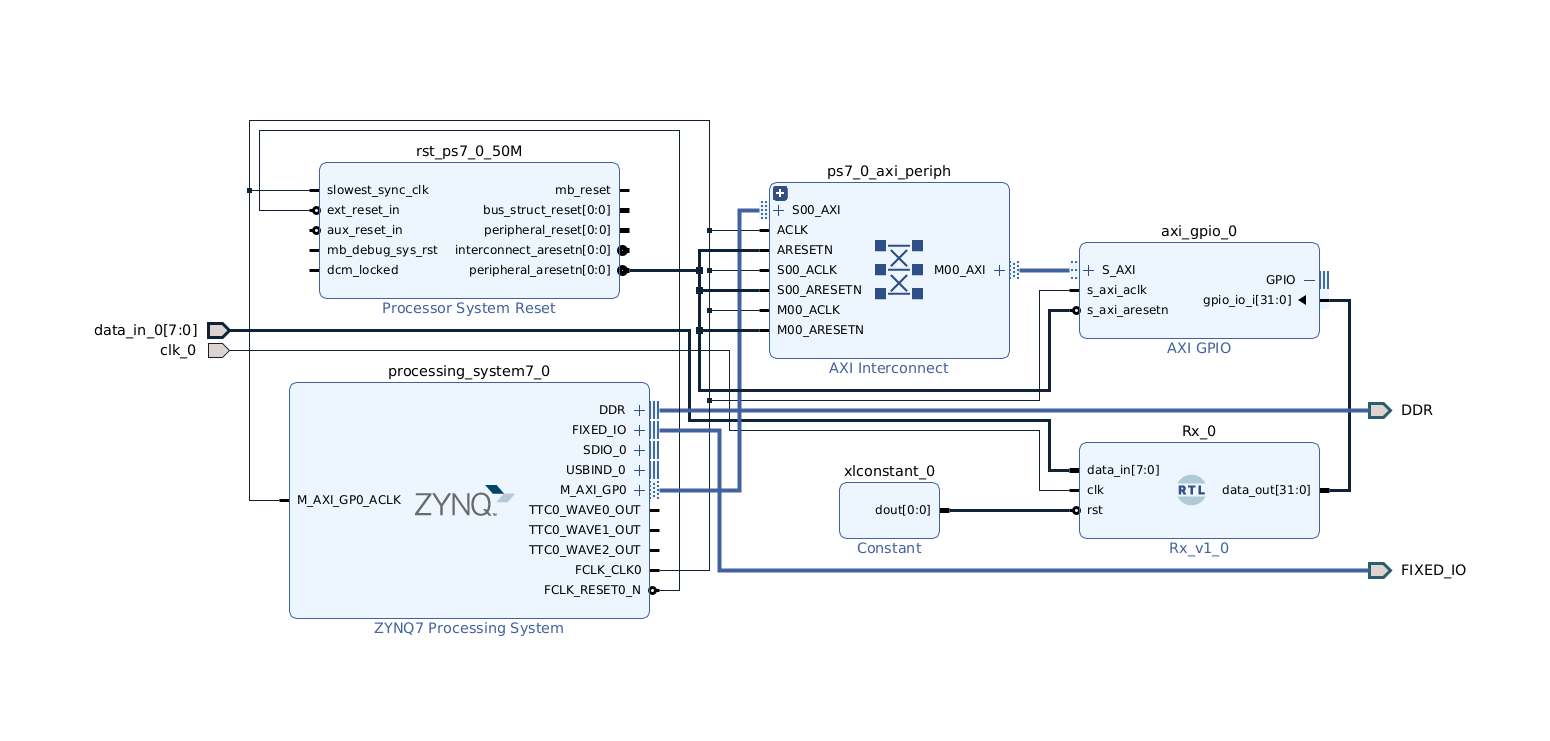 rst_ps7_0_50M
slowest_sync_clk
ext_reset_in
aux_reset_in
mb_debug_sys_rst
dcm_locked
mb_reset
bus_struct_reset[0:0]
peripheral_reset[0:0]
interconnect_aresetn[0:0]
peripheral_aresetn[0:0]
Processor System Reset
ps7_0_axi_periph
S00_AXI
ACLK
ARESETN
S00_ACLK
S00_ARESETN
M00_ACLK
M00_ARESETN
M00_AXI
AXI Interconnect
axi_gpio_0
S_AXI
s_axi_aclk
s_axi_aresetn
GPIO
gpio_io_i[31:0]
AXI GPIO
data_in_0[7:0]
clk_0
processing_system7_0
M_AXI_GP0_ACLK
ZYNQ
DDR
FIXED_IO
SDIO_0
USBIND_0
M_AXI_GP0
TTC0_WAVE0_OUT
TTC0_WAVE1_OUT
TTC0_WAVE2_OUT
FCLK_CLK0
FCLK_RESET0_N
ZYNQ7 Processing System
xlconstant_0
dout[0:0]
Constant
Rx_0
data_in[7:0]
clk
rst
RTL
data_out[31:0]
Rx_v1_0
DDR
FIXED_IO